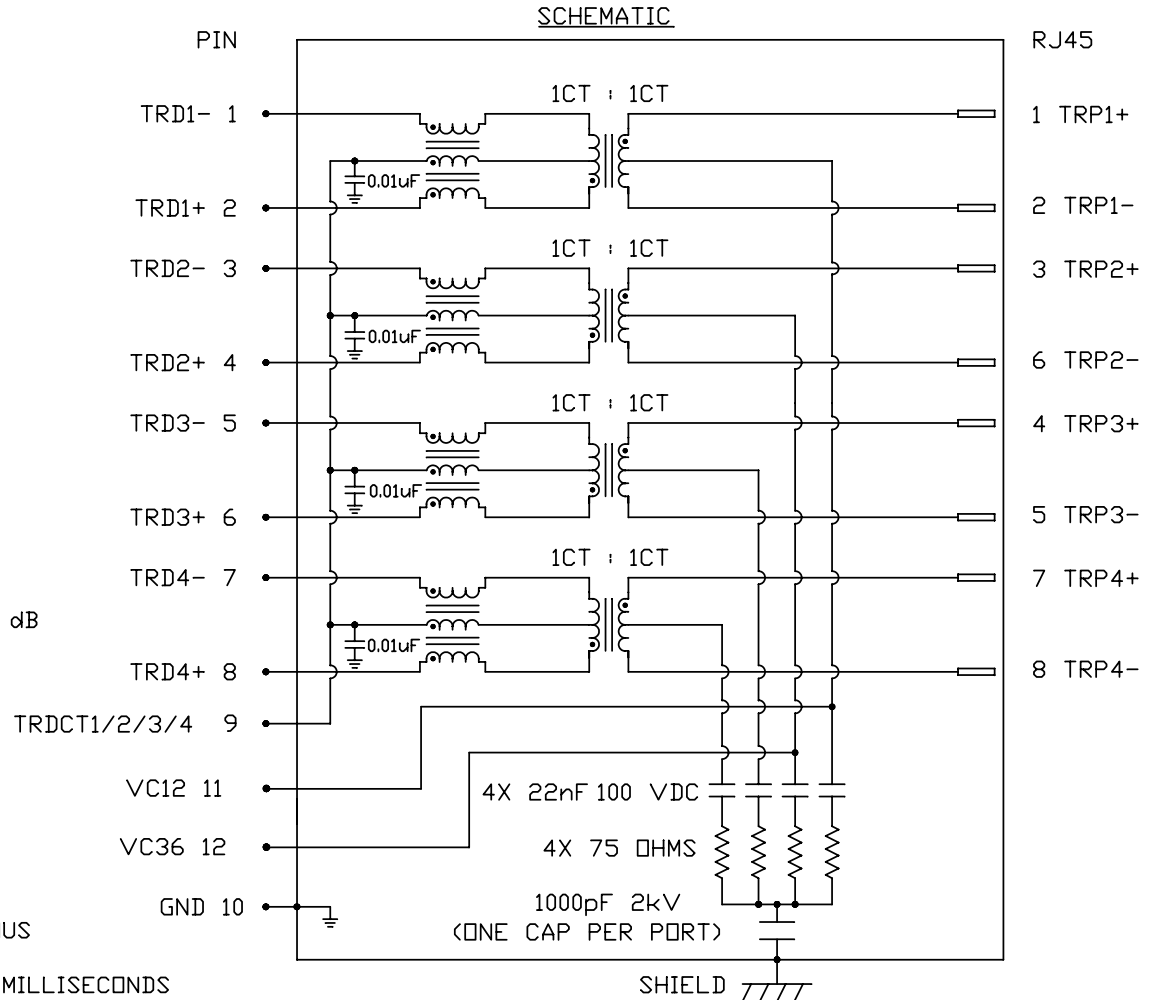 SCHEMATIC
PIN
RJ45
1CT : 1CT
TRD1- 1
1 TRP1+
0.01uF
TRD1+ 2
2 TRP1-
1CT : 1CT
TRD2- 3
3 TRP2+
0.01uF
TRD2+ 4
6 TRP2-
1CT : 1CT
TRD3- 5
4 TRP3+
0.01uF
TRD3+ 6
5 TRP3-
1CT : 1CT
TRD4- 7
7 TRP4+
dB
0.01uF
TRD4+ 8
8 TRP4-
TRDCT1/2/3/4 9
VC12 11
4X 22nF 100 VDC
VC36 12
4X 75 OHMS
GND 10
1000pF 2kV
US
(ONE CAP PER PORT)
MILLISECONDS
SHIELD